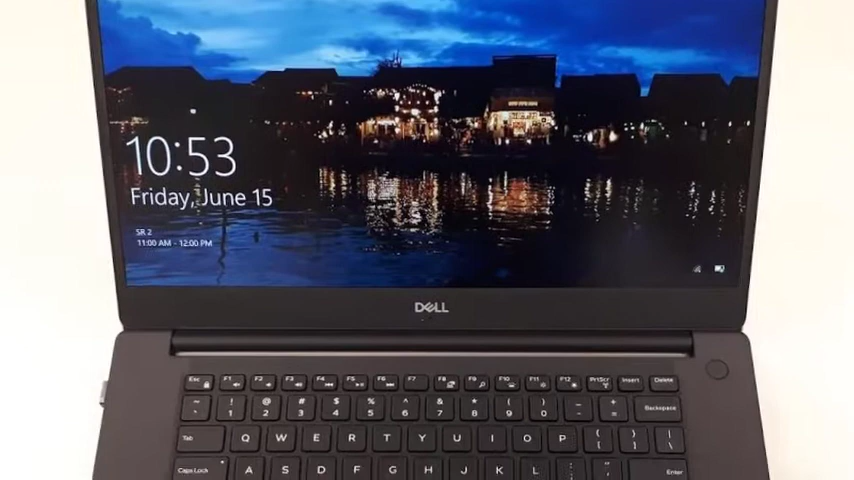 10:53
Friday, June 15
SR 2
11:00 AM - 12:00 PM
DELL
Esc F1 F2 F3 F4 F5 F6 F7 F8 F9 F10 F11 F12 PrtScr Insert Delete
~ ! @ # $ % ^ & * ( ) _ + Backspace
` 1 2 3 4 5 6 7 8 9 0 - =
Tab Q W E R T Y U I O P { } |
[ ] \
Caps Lock A S D F G H J K L : " Enter